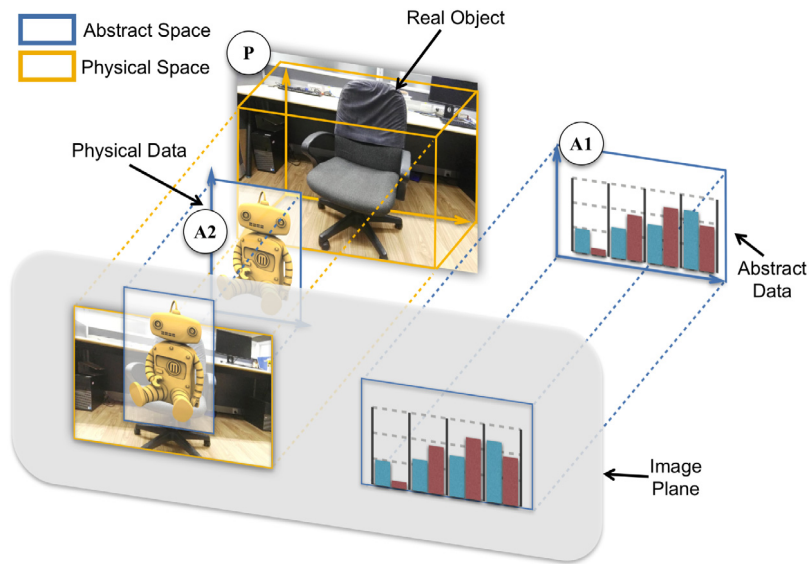 Abstract Space
Physical Space
P
Real Object
Physical Data
A1
A2
Abstract
Data
Image
Plane